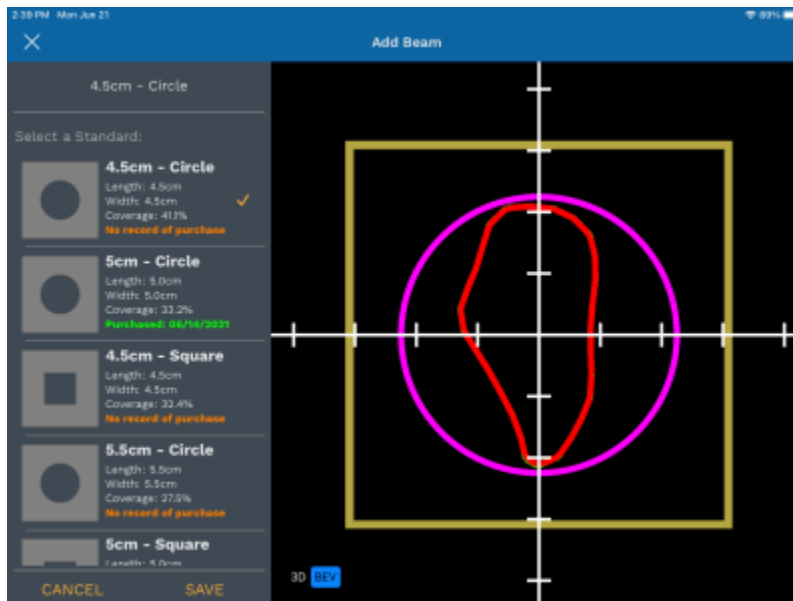 2:39 PM Mon Jun 21
89%
Add Beam
4.5cm - Circle
Select a Standard:
4.5cm - Circle
Length: 4.5cm
Width: 4.5cm
Coverage: 41.1%
No record of purchase
5cm - Circle
Length: 5.0cm
Width: 5.0cm
Coverage: 33.2%
Purchased: 06/14/2021
4.5cm - Square
Length: 4.5cm
Width: 4.5cm
Coverage: 32.4%
No record of purchase
5.5cm - Circle
Length: 5.5cm
Width: 5.5cm
Coverage: 27.5%
No record of purchase
5cm - Square
Length: 5.0cm
CANCEL SAVE
3D BEV